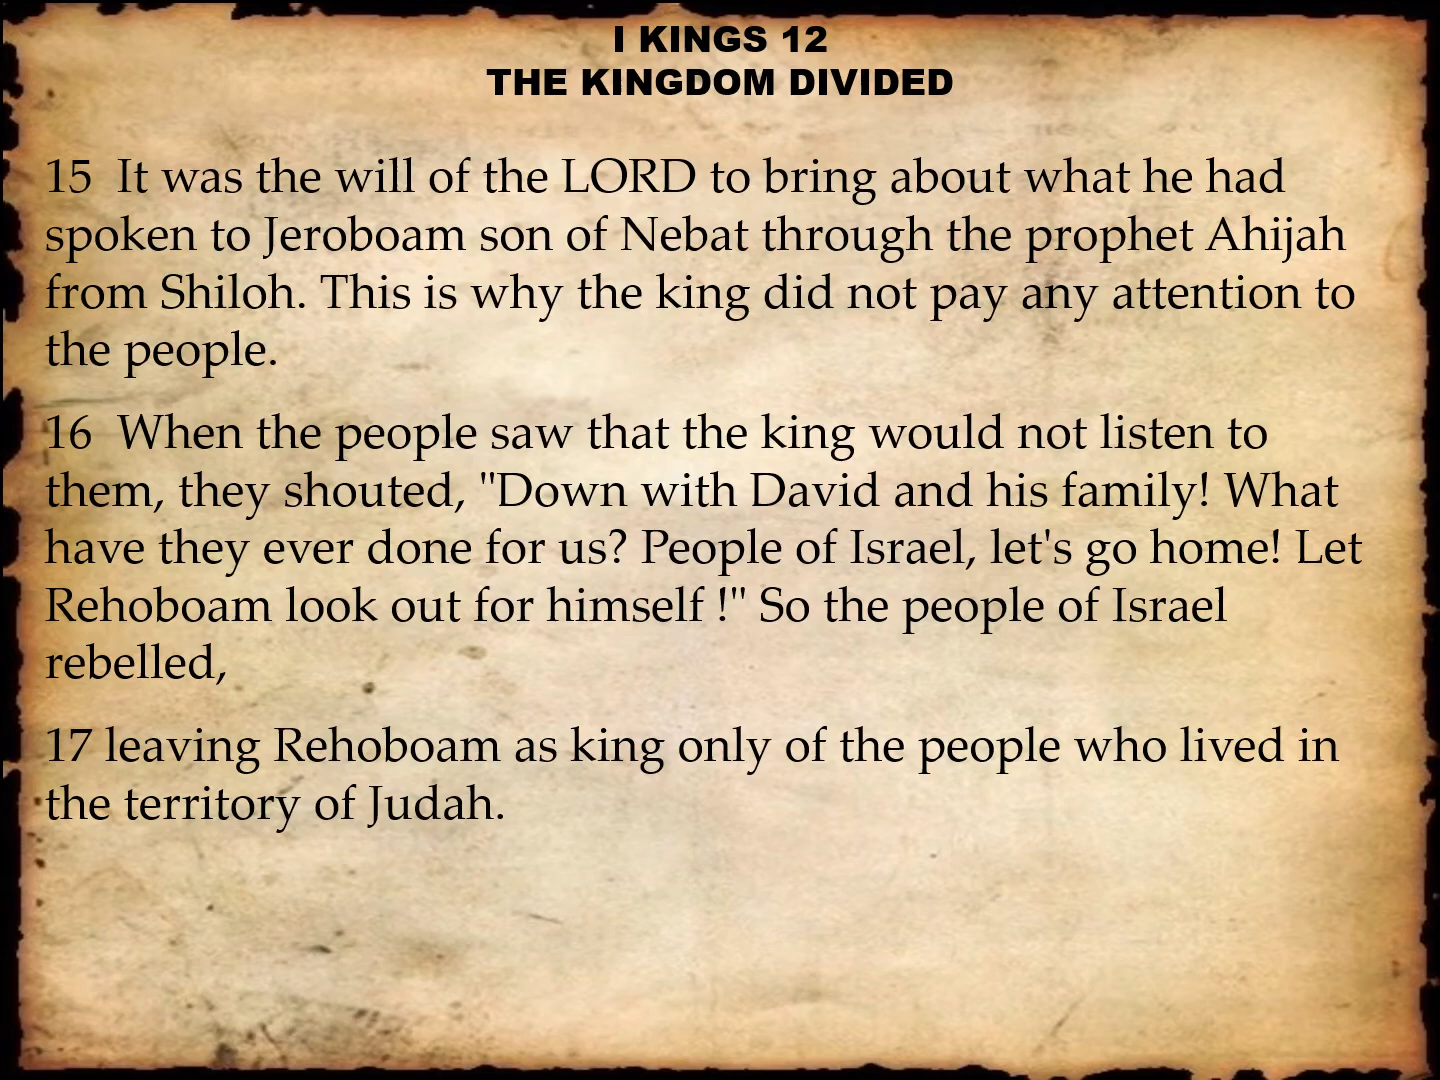 I KINGS 12
THE KINGDOM DIVIDED
15  It was the will of the LORD to bring about what he had
spoken to Jeroboam son of Nebat through the prophet Ahijah
from Shiloh. This is why the king did not pay any attention to
the people.
16  When the people saw that the king would not listen to
them, they shouted, "Down with David and his family! What
have they ever done for us? People of Israel, let's go home! Let
Rehoboam look out for himself !" So the people of Israel
rebelled,
17 leaving Rehoboam as king only of the people who lived in
the territory of Judah.